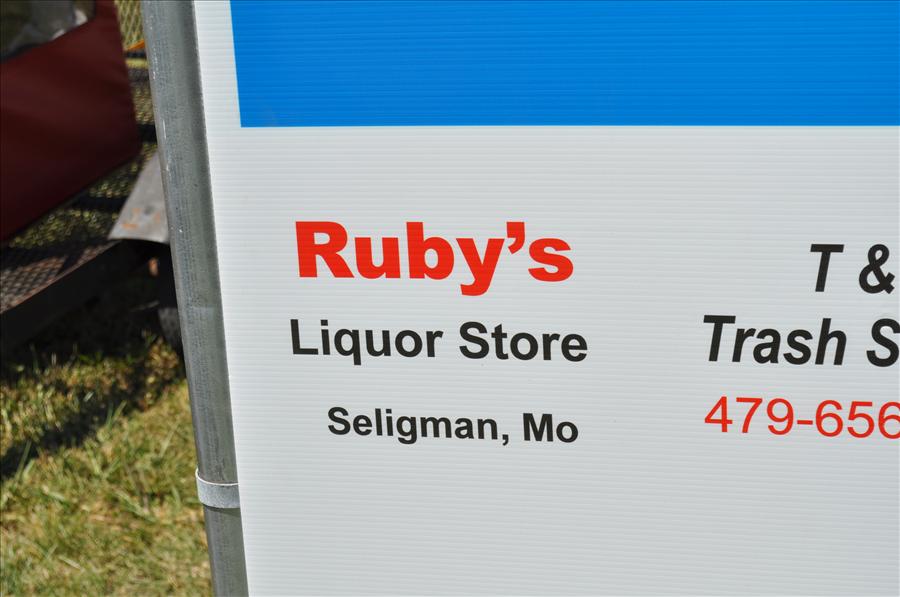 Ruby's
Liquor Store
Seligman, Mo
T &
Trash S
479-656